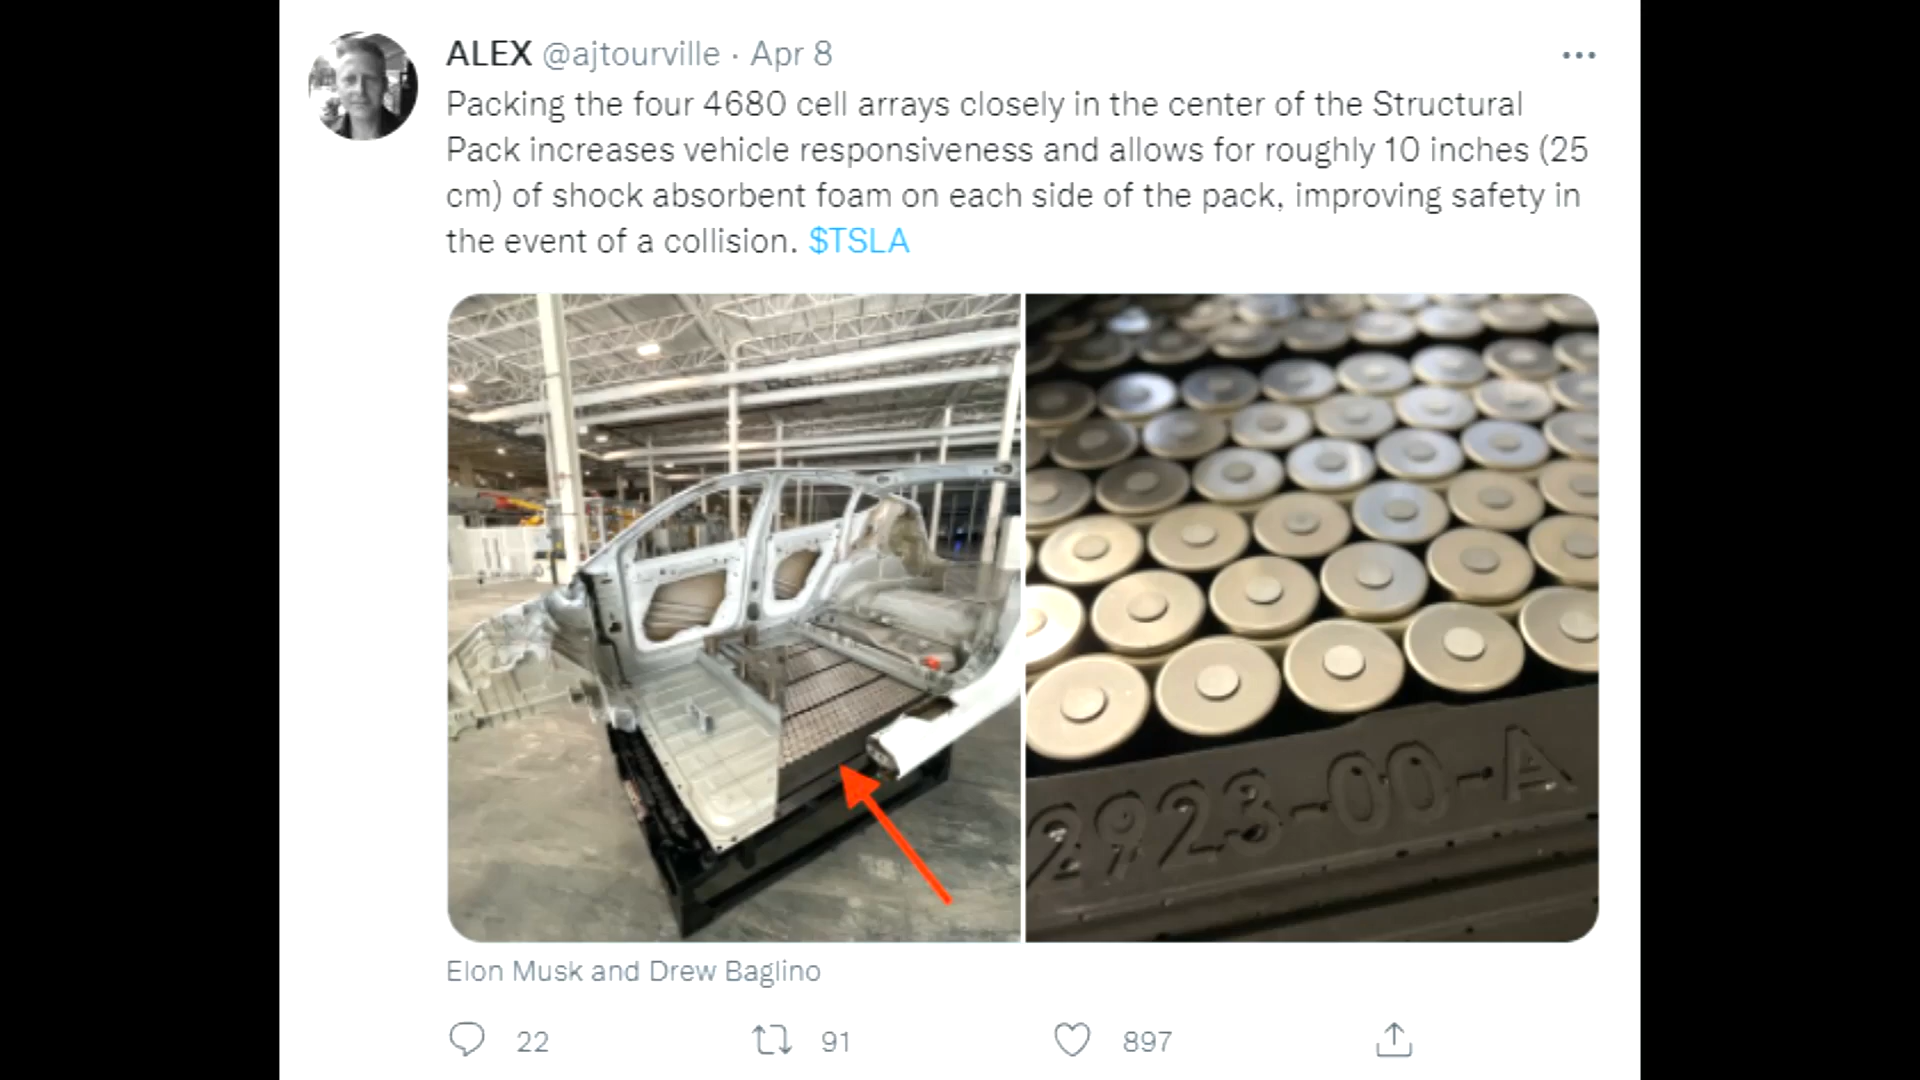 ALEX @ajtourville · Apr 8
Packing the four 4680 cell arrays closely in the center of the Structural
Pack increases vehicle responsiveness and allows for roughly 10 inches (25
cm) of shock absorbent foam on each side of the pack, improving safety in
the event of a collision. $TSLA
2923-00-A
Elon Musk and Drew Baglino
22 91 897